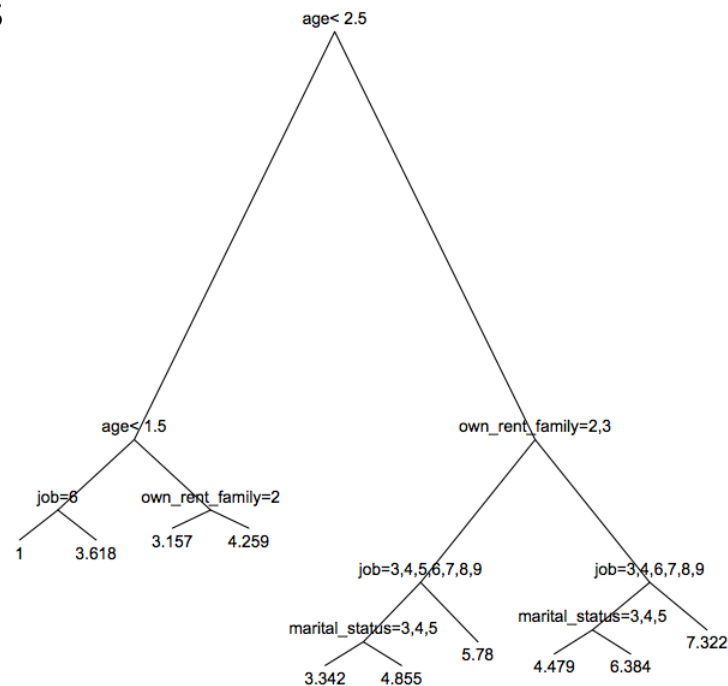 age< 2.5
age< 1.5
own_rent_family=2,3
job=6
own_rent_family=2
1
3.618
3.157
4.259
job=3,4,5,6,7,8,9
job=3,4,6,7,8,9
marital_status=3,4,5
marital_status=3,4,5
5.78
7.322
3.342
4.855
4.479
6.384